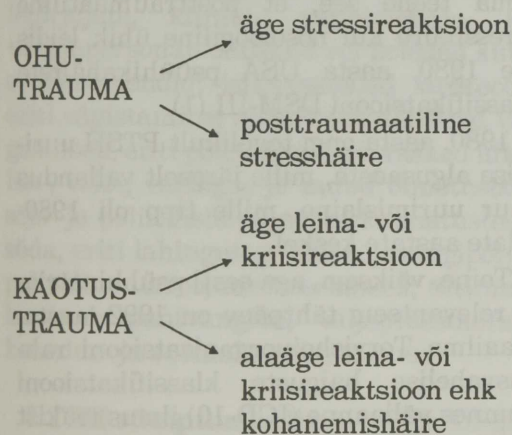 äge stressireaktsioon
OHU-
TRAUMA
posttraumaatiline
stresshäire
äge leina- või
kriisireaktsioon
KAOTUS-
TRAUMA
alaäge leina- või
kriisireaktsioon ehk
kohanemishäire